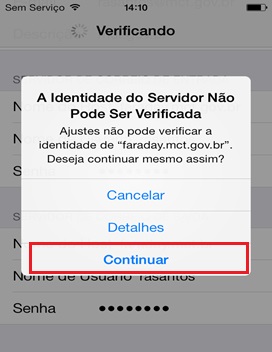 Sem Serviço 14:10
Verificando
A Identidade do Servidor Não
Pode Ser Verificada
Ajustes não pode verificar a
identidade de “faraday.mct.gov.br”.
Deseja continuar mesmo assim?
Cancelar
Detalhes
Continuar
Nome de Usuário Tasantos
Senha ●●●●●●●●